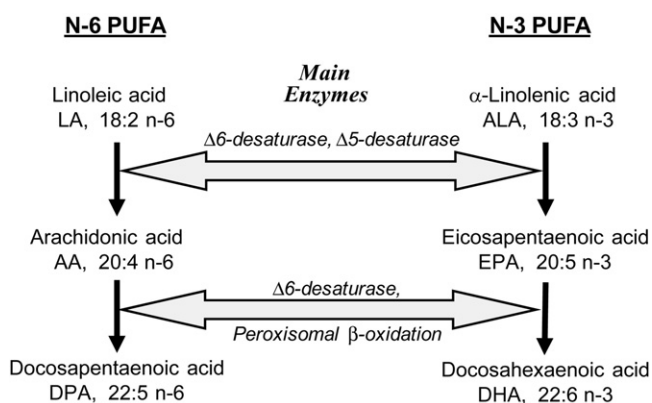 N-6 PUFA
N-3 PUFA
Main
Enzymes
Linoleic acid
LA, 18:2 n-6
α-Linolenic acid
ALA, 18:3 n-3
Δ6-desaturase, Δ5-desaturase
Arachidonic acid
AA, 20:4 n-6
Eicosapentaenoic acid
EPA, 20:5 n-3
Δ6-desaturase,
Peroxisomal β-oxidation
Docosapentaenoic acid
DPA, 22:5 n-6
Docosahexaenoic acid
DHA, 22:6 n-3